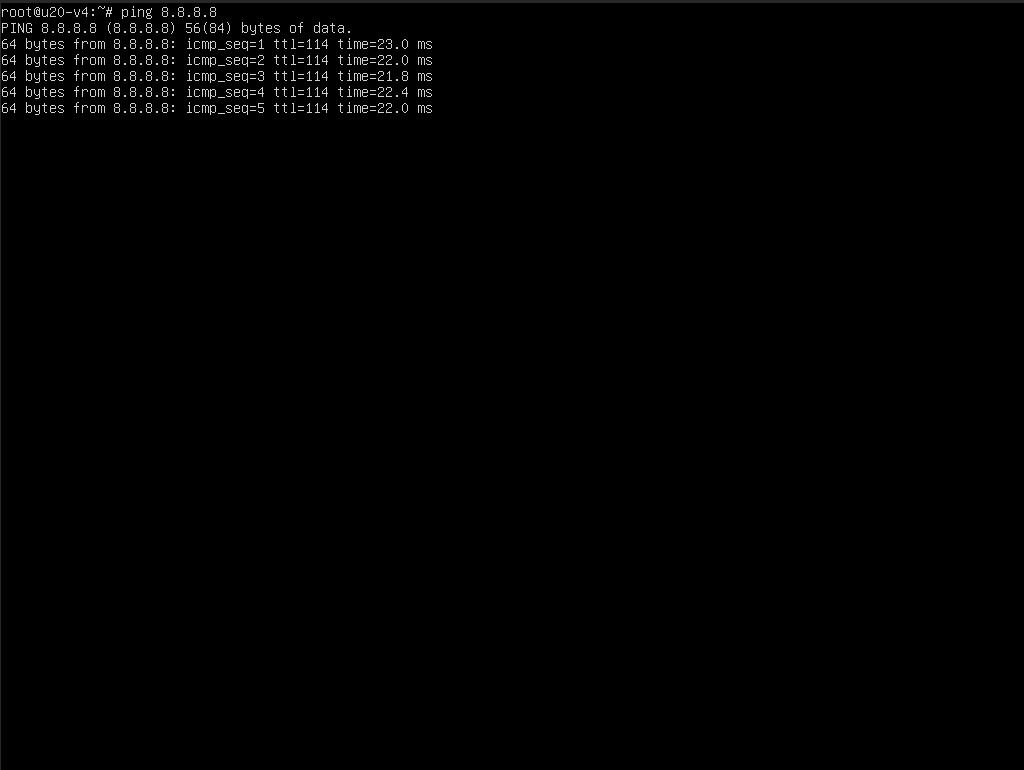 root@u20-v4:~# ping 8.8.8.8
PING 8.8.8.8 (8.8.8.8) 56(84) bytes of data.
64 bytes from 8.8.8.8: icmp_seq=1 ttl=114 time=23.0 ms
64 bytes from 8.8.8.8: icmp_seq=2 ttl=114 time=22.0 ms
64 bytes from 8.8.8.8: icmp_seq=3 ttl=114 time=21.8 ms
64 bytes from 8.8.8.8: icmp_seq=4 ttl=114 time=22.4 ms
64 bytes from 8.8.8.8: icmp_seq=5 ttl=114 time=22.0 ms